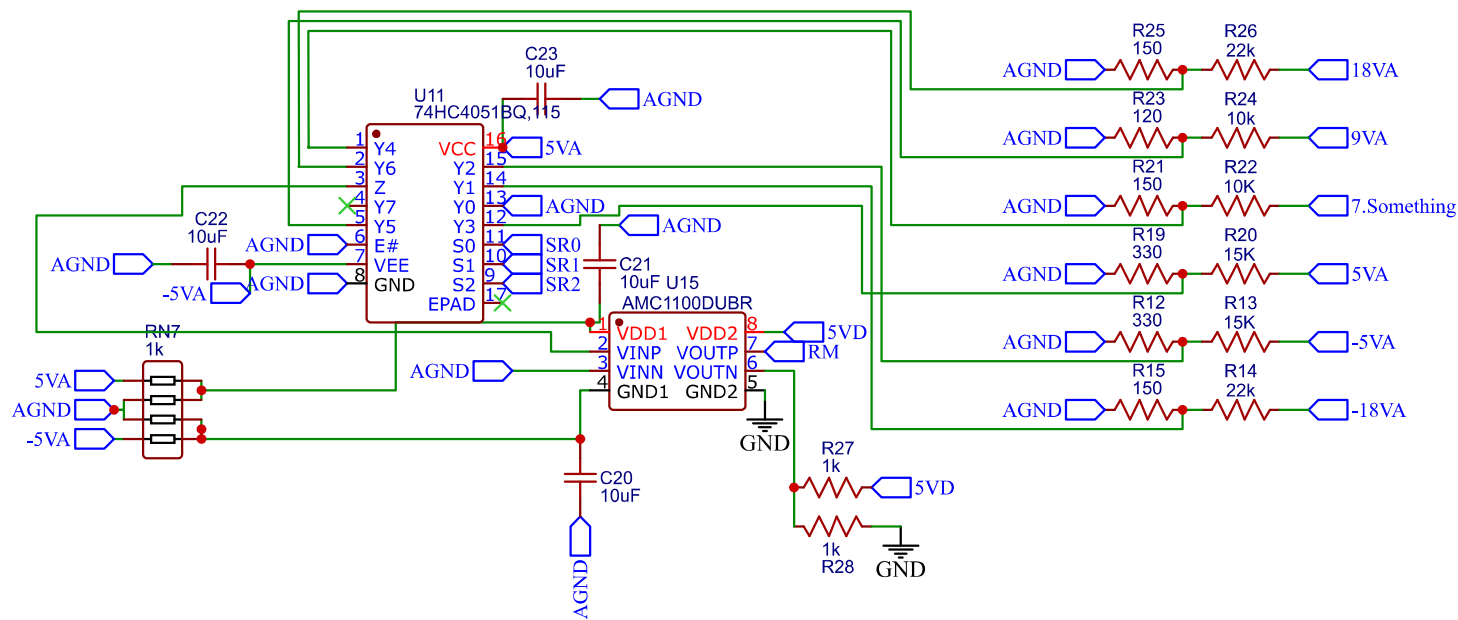 R25
150
R26
22k
AGND
18VA
R23
120
R24
10k
AGND
9VA
R21
150
R22
10K
AGND
7.Something
R19
330
R20
15K
AGND
5VA
R12
330
R13
15K
AGND
-5VA
R15
150
R14
22k
AGND
-18VA
C23
10uF
AGND
U11
74HC4051BQ,115
1 Y4
2 Y6
3 Z
4 Y7
5 Y5
6 E#
7 VEE
8 GND
VCC 16
Y2 15
Y1 14
Y0 13
Y3 12
S0 11
S1 10
S2 9
EPAD 17
5VA
AGND
AGND
SR0
SR1
SR2
C22
10uF
AGND
AGND
-5VA
AGND
C21
10uF
U15
AMC1100DUBR
1 VDD1
2 VINP
3 VINN
4 GND1
VDD2 8
VOUTP 7
VOUTN 6
GND2 5
5VD
RM
AGND
GND
RN7
1k
5VA
AGND
-5VA
C20
10uF
AGND
R27
1k
5VD
1k
R28
GND